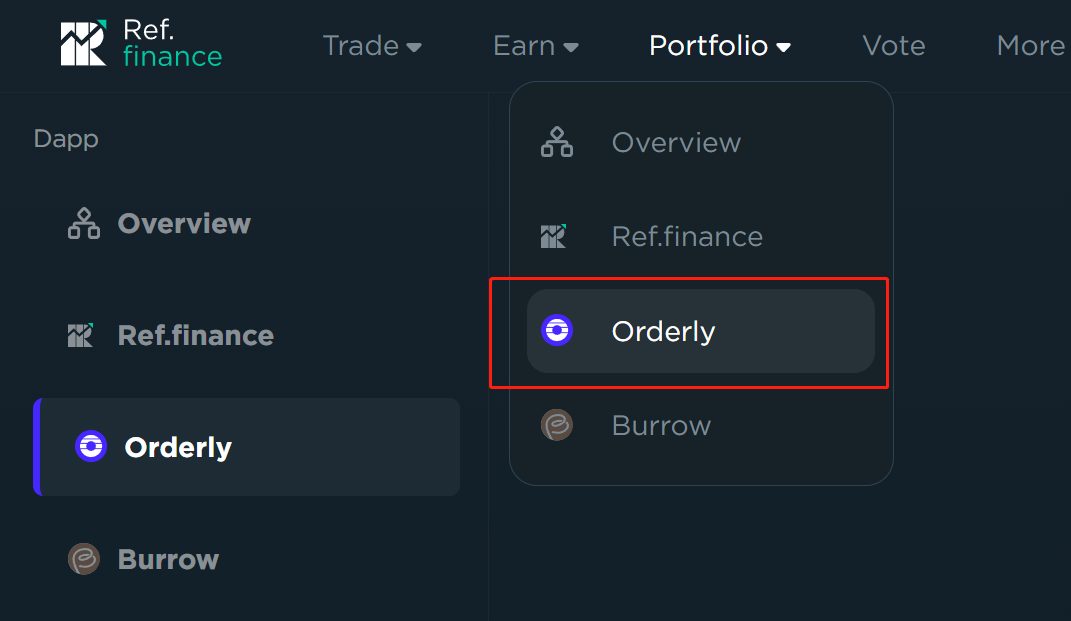 Ref.
finance
Trade
Earn
Portfolio
Vote
More
Dapp
Overview
Ref.finance
Orderly
Burrow
Overview
Ref.finance
Orderly
Burrow